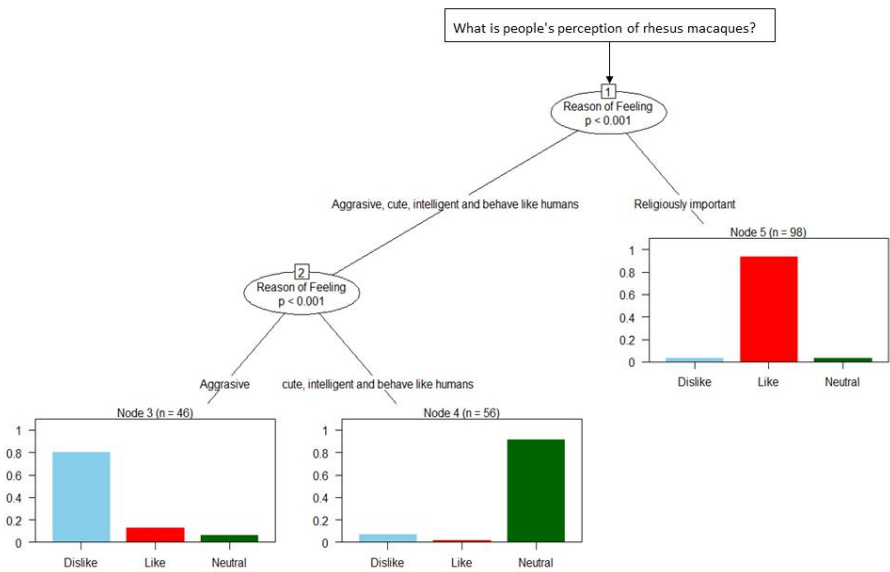 What is people's perception of rhesus macaques?
1
Reason of Feeling
p < 0.001
Aggrasive, cute, intelligent and behave like humans
Religiously important
Node 5 (n = 98)
1
0.8
0.6
0.4
0.2
0
Dislike Like Neutral
2
Reason of Feeling
p < 0.001
Aggrasive
cute, intelligent and behave like humans
Node 3 (n = 46)
1
0.8
0.6
0.4
0.2
0
Dislike Like Neutral
Node 4 (n = 56)
1
0.8
0.6
0.4
0.2
0
Dislike Like Neutral